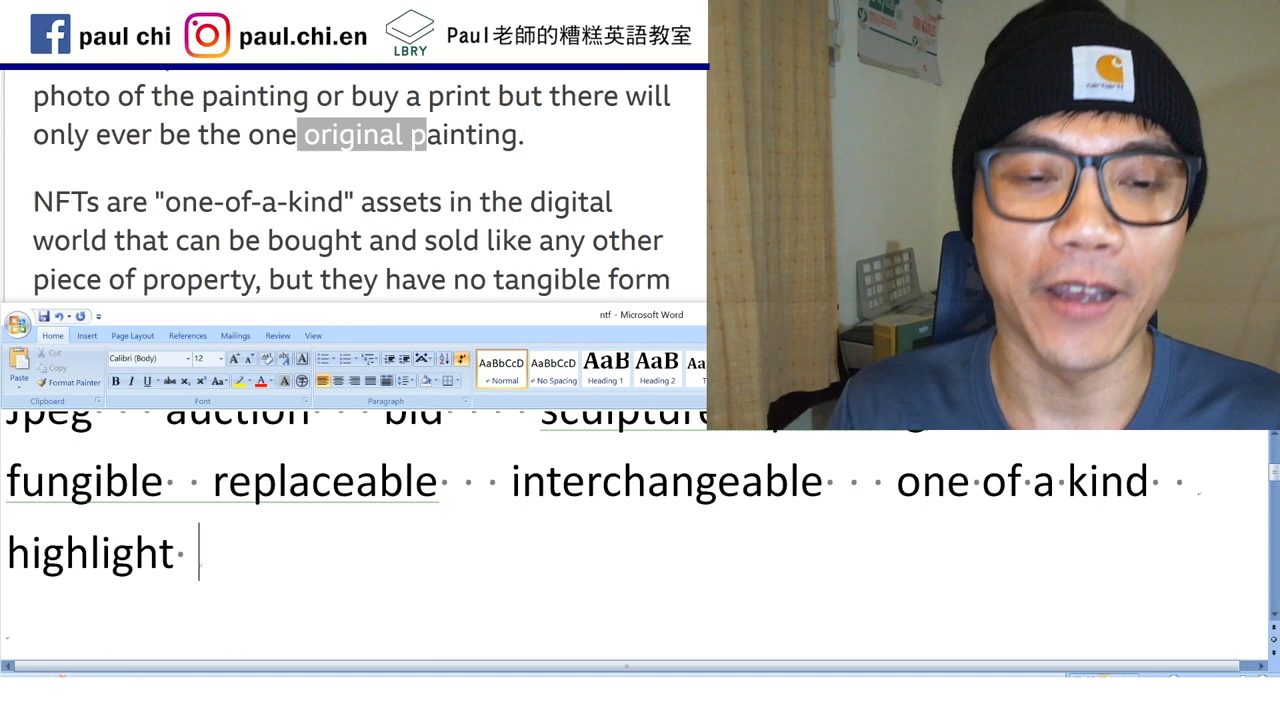 paul chi paul.chi.en LBRY Paul老師的糟糕英語教室
photo of the painting or buy a print but there will
only ever be the one original painting.
NFTs are "one-of-a-kind" assets in the digital
world that can be bought and sold like any other
piece of property, but they have no tangible form
ntf - Microsoft Word
Home Insert Page Layout References Mailings Review View
Paste
Cut
Copy
Format Painter
Calibri (Body) 12
AaBbCcD AaBbCcD AaB AaB
Normal No Spacing Heading 1 Heading 2
Clipboard Font Paragraph
Jpeg auction bid sculpture
fungible replaceable interchangeable one of a kind
highlight
carhartt